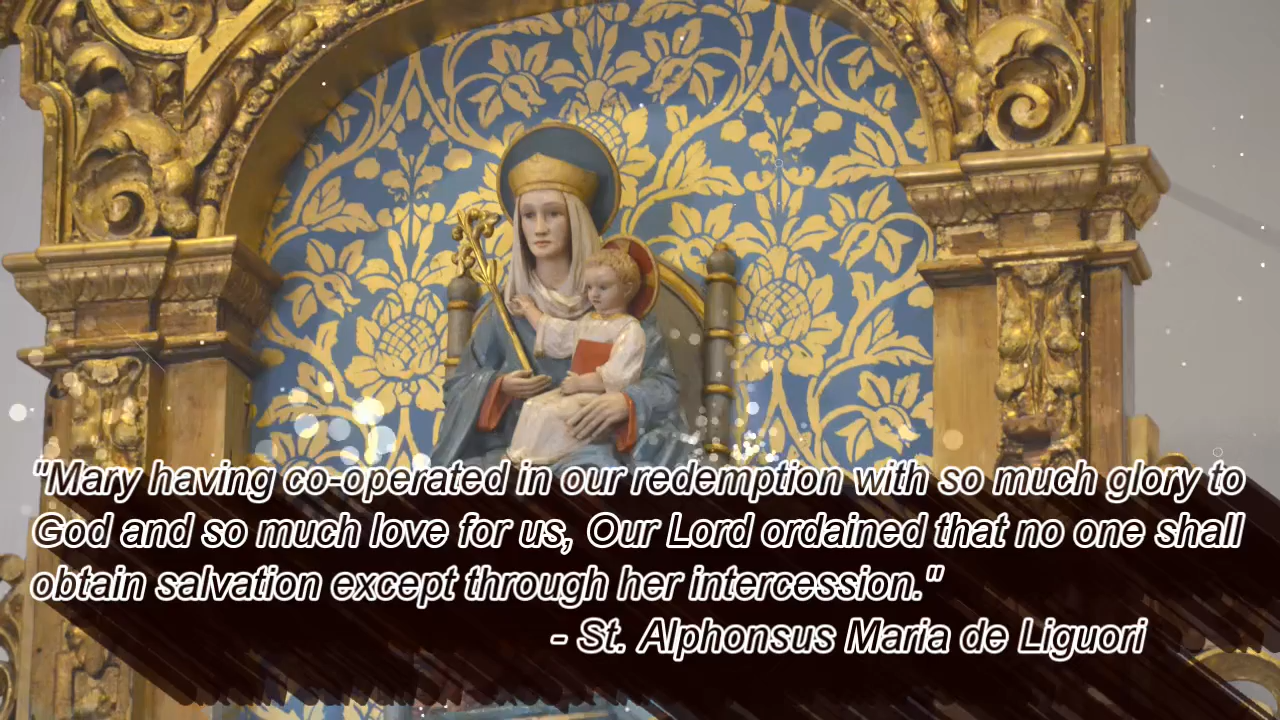 "Mary having co-operated in our redemption with so much glory to
God and so much love for us, Our Lord ordained that no one shall
obtain salvation except through her intercession."
- St. Alphonsus Maria de Liguori